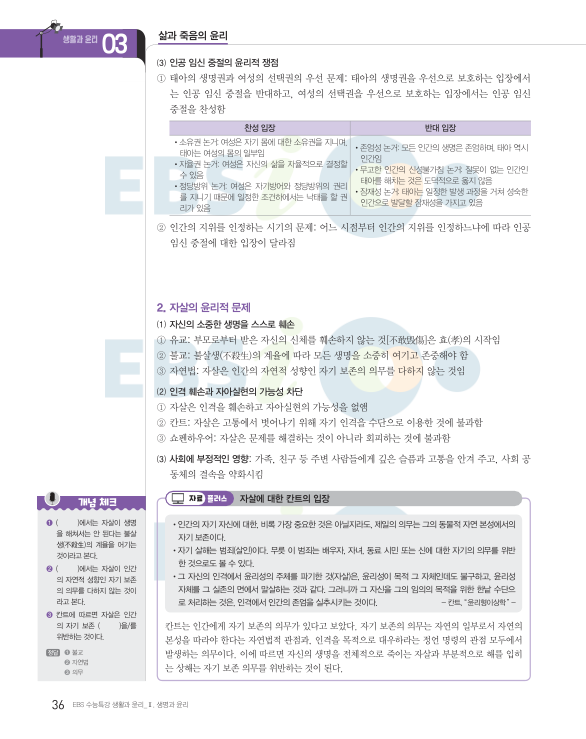 생활과 윤리 03
삶과 죽음의 윤리
(3) 인공 임신 중절의 윤리적 쟁점
① 태아의 생명권과 여성의 선택권의 우선 문제: 태아의 생명권을 우선으로 보호하는 입장에서
는 인공 임신 중절을 반대하고, 여성의 선택권을 우선으로 보호하는 입장에서는 인공 임신
중절을 찬성함
찬성 입장
• 소유권 논거: 여성은 자기 몸에 대한 소유권을 지니며,
태아는 여성의 몸의 일부임
• 자율권 논거: 여성은 자신의 삶을 자율적으로 결정할
수 있음
• 정당방위 논거: 여성은 자기방어와 정당방위의 권리
를 지니기 때문에 일정한 조건하에서는 낙태를 할 권
리가 있음
반대 입장
• 존엄성 논거: 모든 인간의 생명은 존엄하며, 태아 역시
인간임
• 무고한 인간의 신성불가침 논거: 잘못이 없는 인간인
태아를 해치는 것은 도덕적으로 옳지 않음
• 잠재성 논거: 태아는 일정한 발생 과정을 거쳐 성숙한
인간으로 발달할 잠재성을 가지고 있음
② 인간의 지위를 인정하는 시기의 문제: 어느 시점부터 인간의 지위를 인정하느냐에 따라 인공
임신 중절에 대한 입장이 달라짐
2. 자살의 윤리적 문제
(1) 자신의 소중한 생명을 스스로 훼손
① 유교: 부모로부터 받은 자신의 신체를 훼손하지 않는 것[不敢毁傷]은 효(孝)의 시작임
② 불교: 불살생(不殺生)의 계율에 따라 모든 생명을 소중히 여기고 존중해야 함
③ 자연법: 자살은 인간의 자연적 성향인 자기 보존의 의무를 다하지 않는 것임
(2) 인격 훼손과 자아실현의 가능성 차단
① 자살은 인격을 훼손하고 자아실현의 가능성을 없앰
② 칸트: 자살은 고통에서 벗어나기 위해 자기 인격을 수단으로 이용한 것에 불과함
③ 쇼펜하우어: 자살은 문제를 해결하는 것이 아니라 회피하는 것에 불과함
(3) 사회에 부정적인 영향: 가족, 친구 등 주변 사람들에게 깊은 슬픔과 고통을 안겨 주고, 사회 공
동체의 결속을 약화시킴
자료 플러스 자살에 대한 칸트의 입장
• 인간의 자기 자신에 대한, 비록 가장 중요한 것은 아닐지라도, 제일의 의무는 그의 동물적 자연 본성에서의
자기 보존이다.
• 자기 살해는 범죄(살인)이다. 무릇 이 범죄는 배우자, 자녀, 동료 시민 또는 신에 대한 자기의 의무를 위반
한 것으로도 볼 수 있다.
• 그 자신의 인격에서 윤리성의 주체를 파기한 것(자살)은, 윤리성이 목적 그 자체인데도 불구하고, 윤리성
자체를 그 실존의 면에서 말살하는 것과 같다. 그러니까 그 자신을 그의 임의의 목적을 위한 한낱 수단으
로 처리하는 것은, 인격에서 인간의 존엄을 실추시키는 것이다. – 칸트, “윤리형이상학” –
칸트는 인간에게 자기 보존의 의무가 있다고 보았다. 자기 보존의 의무는 자연의 일부로서 자연의
본성을 따라야 한다는 자연법적 관점과, 인격을 목적으로 대우하라는 정언 명령의 관점 모두에서
발생하는 의무이다. 이에 따르면 자신의 생명을 전체적으로 죽이는 자살과 부분적으로 해를 입히
는 상해는 자기 보존 의무를 위반하는 것이 된다.
개념 체크
❶ ( )에서는 자살이 생명
을 해쳐서는 안 된다는 불살
생(不殺生)의 계율을 어기는
것이라고 본다.
❷ ( )에서는 자살이 인간
의 자연적 성향인 자기 보존
의 의무를 다하지 않는 것이
라고 본다.
❸ 칸트에 따르면 자살은 인간
의 자기 보존 ( )을/를
위반하는 것이다.
정답 ❶ 불교
❷ 자연법
❸ 의무
36 EBS 수능특강 생활과 윤리_Ⅱ. 생명과 윤리
EBSi
EBSi